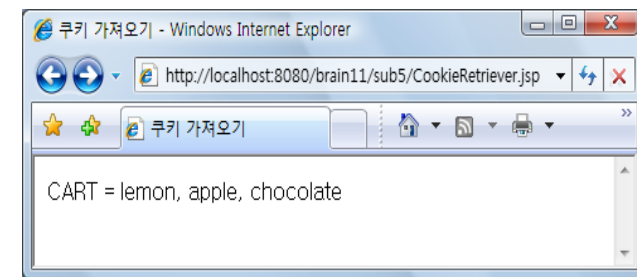 쿠키 가져오기 - Windows Internet Explorer
http://localhost:8080/brain11/sub5/CookieRetriever.jsp
쿠키 가져오기
CART = lemon, apple, chocolate